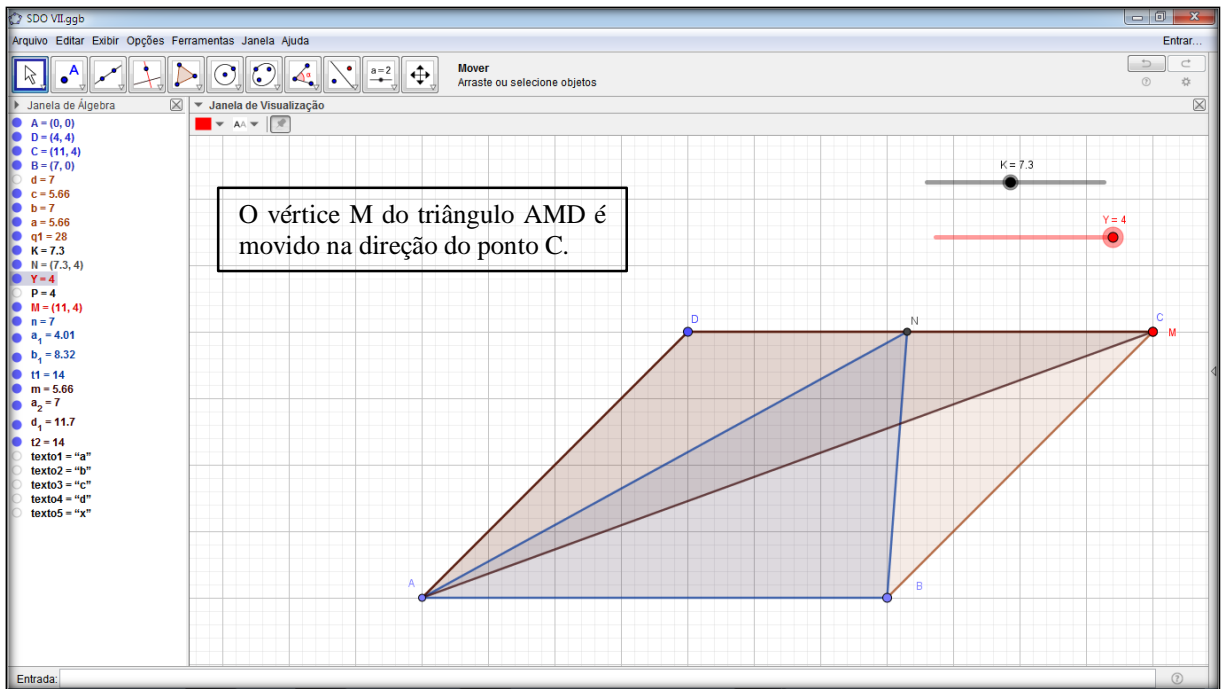 SDO VII.ggb
Arquivo Editar Exibir Opções Ferramentas Janela Ajuda
Entrar...
A
a=2
Mover
Arraste ou selecione objetos
Janela de Álgebra
Janela de Visualização
AA
A = (0, 0)
D = (4, 4)
C = (11, 4)
B = (7, 0)
d = 7
c = 5.66
b = 7
a = 5.66
q1 = 28
K = 7.3
N = (7.3, 4)
Y = 4
P = 4
M = (11, 4)
n = 7
a1 = 4.01
b1 = 8.32
t1 = 14
m = 5.66
a2 = 7
d1 = 11.7
t2 = 14
texto1 = “a”
texto2 = “b”
texto3 = “c”
texto4 = “d”
texto5 = “x”
O vértice M do triângulo AMD é
movido na direção do ponto C.
K = 7.3
Y = 4
D
N
C
M
A
B
Entrada: